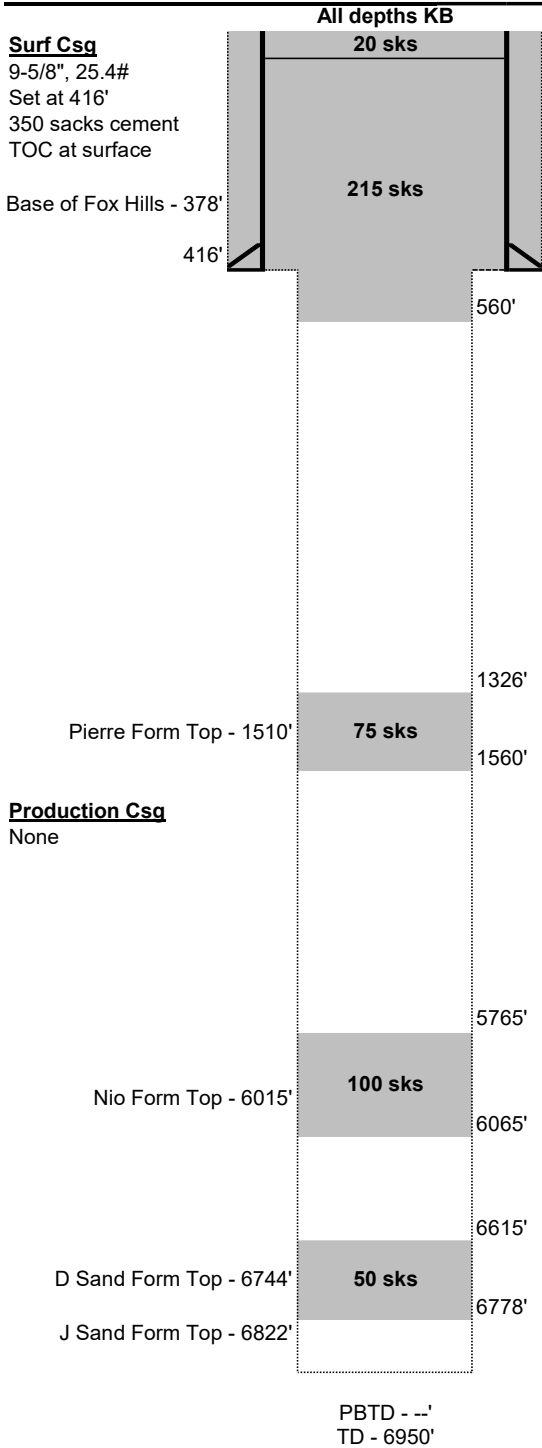 All depths KB
Surf Csg
20 sks
9-5/8", 25.4#
Set at 416'
350 sacks cement
TOC at surface
215 sks
Base of Fox Hills - 378'
416'
560'
1326'
Pierre Form Top - 1510'
75 sks
1560'
Production Csg
None
5765'
100 sks
Nio Form Top - 6015'
6065'
6615'
D Sand Form Top - 6744'
50 sks
6778'
J Sand Form Top - 6822'
PBTD - --'
TD - 6950'